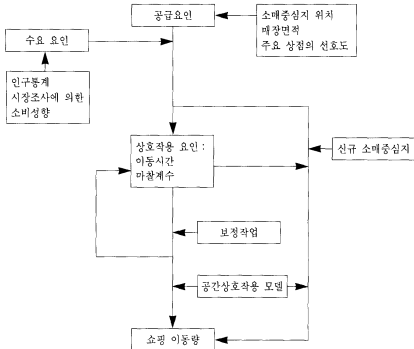 공급요인
소매중심지 위치
매장면적
주요 상점의 선호도
수요 요인
인구통계
시장조사에 의한
소비성향
상호작용 요인 :
이동시간
마찰계수
신규 소매중심지
보정작업
공간상호작용 모델
쇼핑 이동량